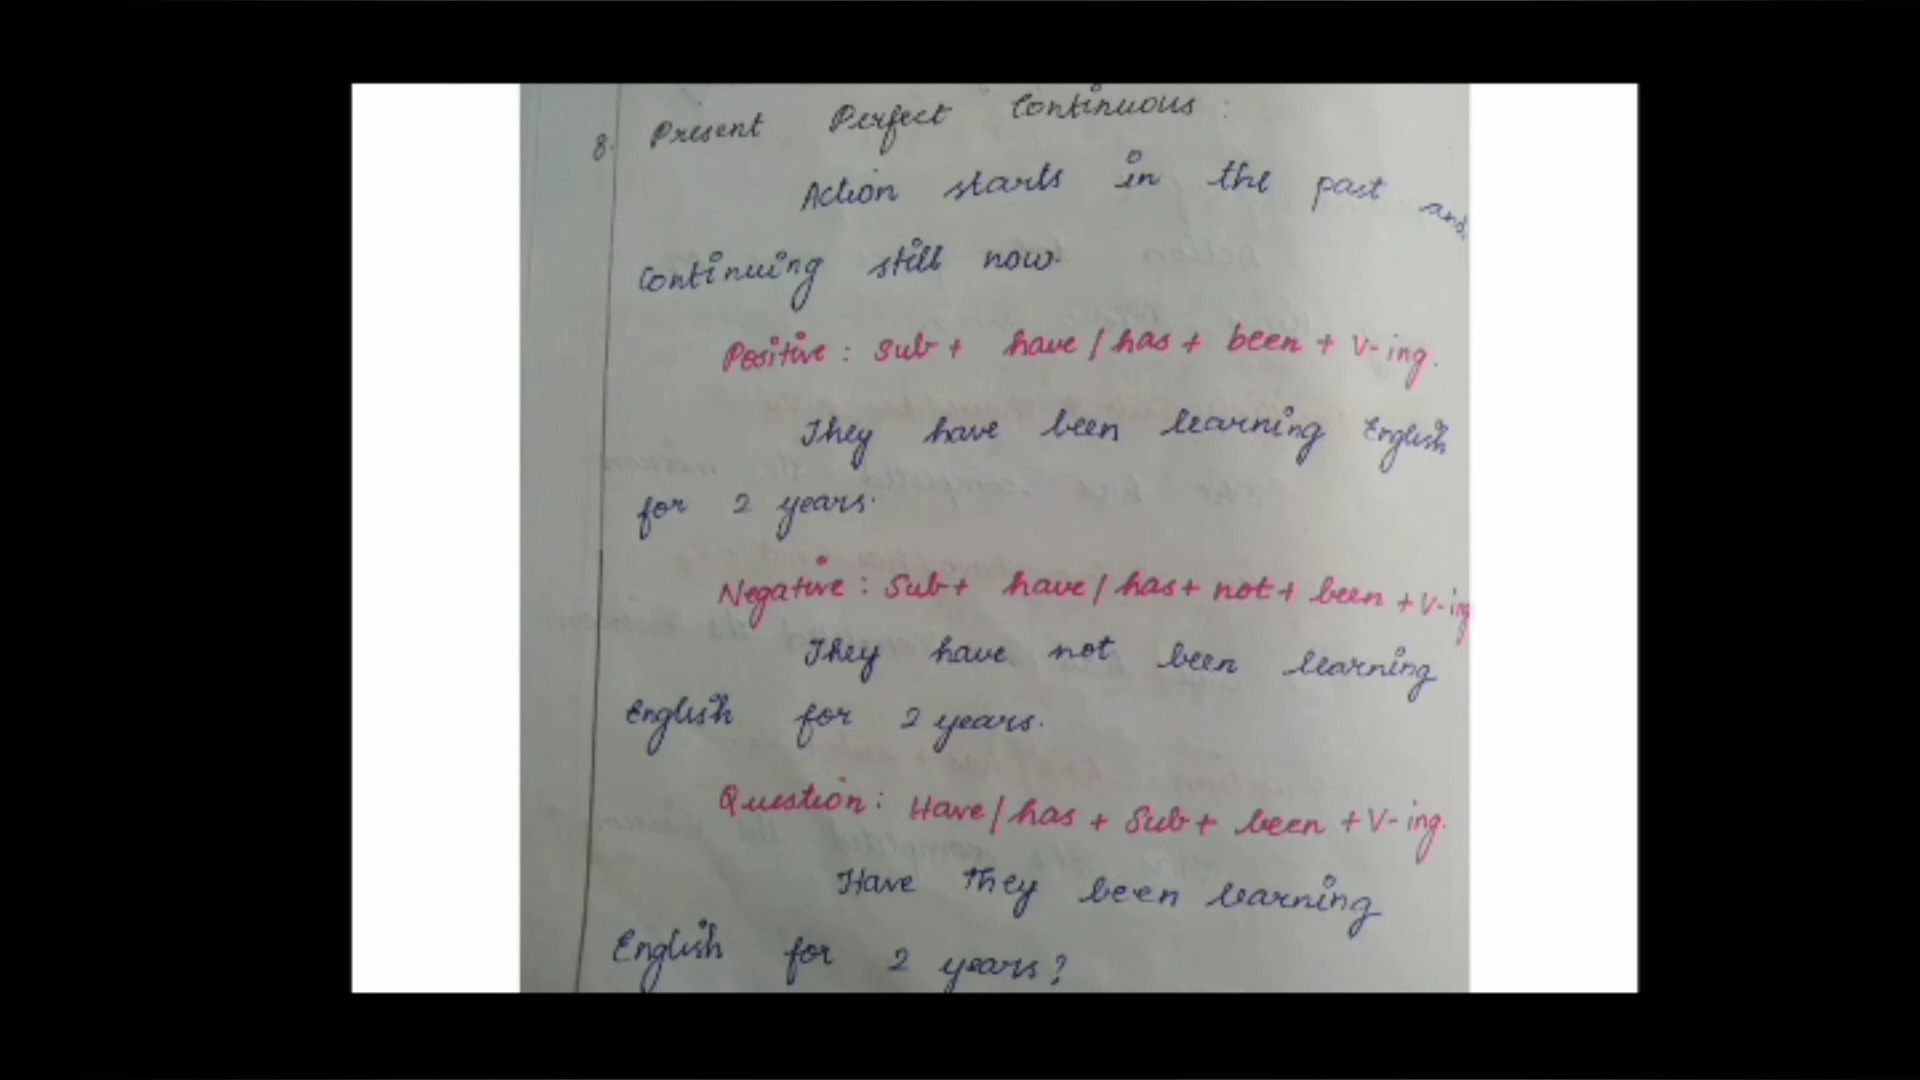 8. Present Perfect Continuous :
Action starts in the past and
Continuing still now.
Positive : Sub + have / has + been + V-ing.
They have been learning English
for 2 years.
Negative : Sub + have / has + not + been + V-ing
They have not been learning
English for 2 years.
Question : Have / has + Sub + been + V-ing.
Have they been learning
English for 2 years?